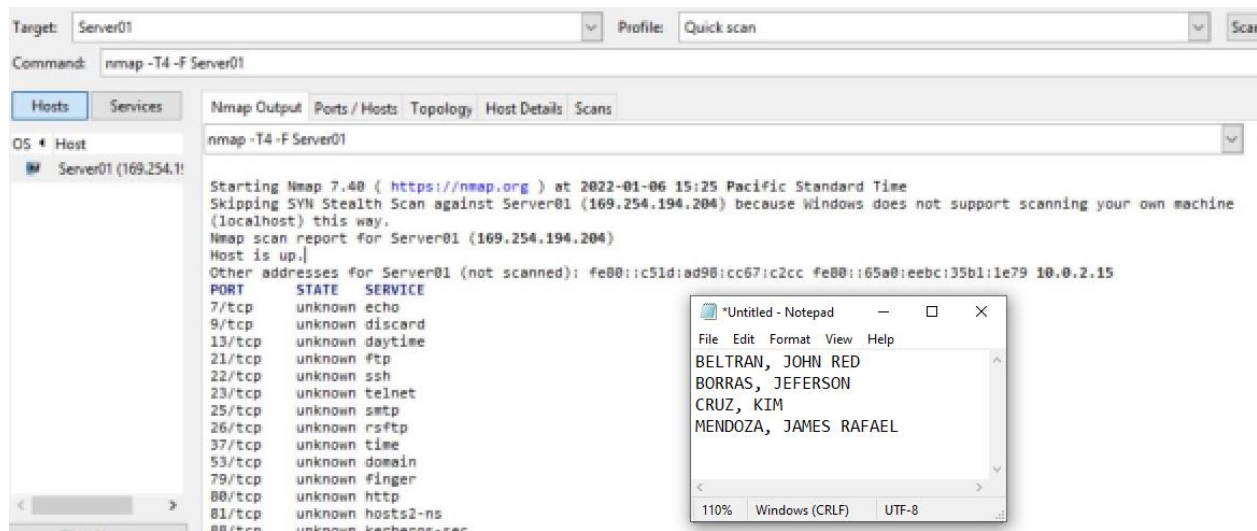 Target: Server01 Profile: Quick scan Scan
Command: nmap -T4 -F Server01
Hosts Services Nmap Output Ports / Hosts Topology Host Details Scans
OS Host
nmap -T4 -F Server01
Server01 (169.254.19
Starting Nmap 7.40 ( https://nmap.org ) at 2022-01-06 15:25 Pacific Standard Time
Skipping SYN Stealth Scan against Server01 (169.254.194.204) because Windows does not support scanning your own machine
(localhost) this way.
Nmap scan report for Server01 (169.254.194.204)
Host is up.
Other addresses for Server01 (not scanned): fe80::c51d:ad98:cc67:c2cc fe80::65a0:eebc:35b1:1e79 10.0.2.15
PORT STATE SERVICE
7/tcp unknown echo
9/tcp unknown discard
13/tcp unknown daytime
21/tcp unknown ftp
22/tcp unknown ssh
23/tcp unknown telnet
25/tcp unknown smtp
26/tcp unknown rsftp
37/tcp unknown time
53/tcp unknown domain
79/tcp unknown finger
80/tcp unknown http
81/tcp unknown hosts2-ns
88/tcp unknown kerberos-sec
*Untitled - Notepad
File Edit Format View Help
BELTRAN, JOHN RED
BORRAS, JEFERSON
CRUZ, KIM
MENDOZA, JAMES RAFAEL
110% Windows (CRLF) UTF-8